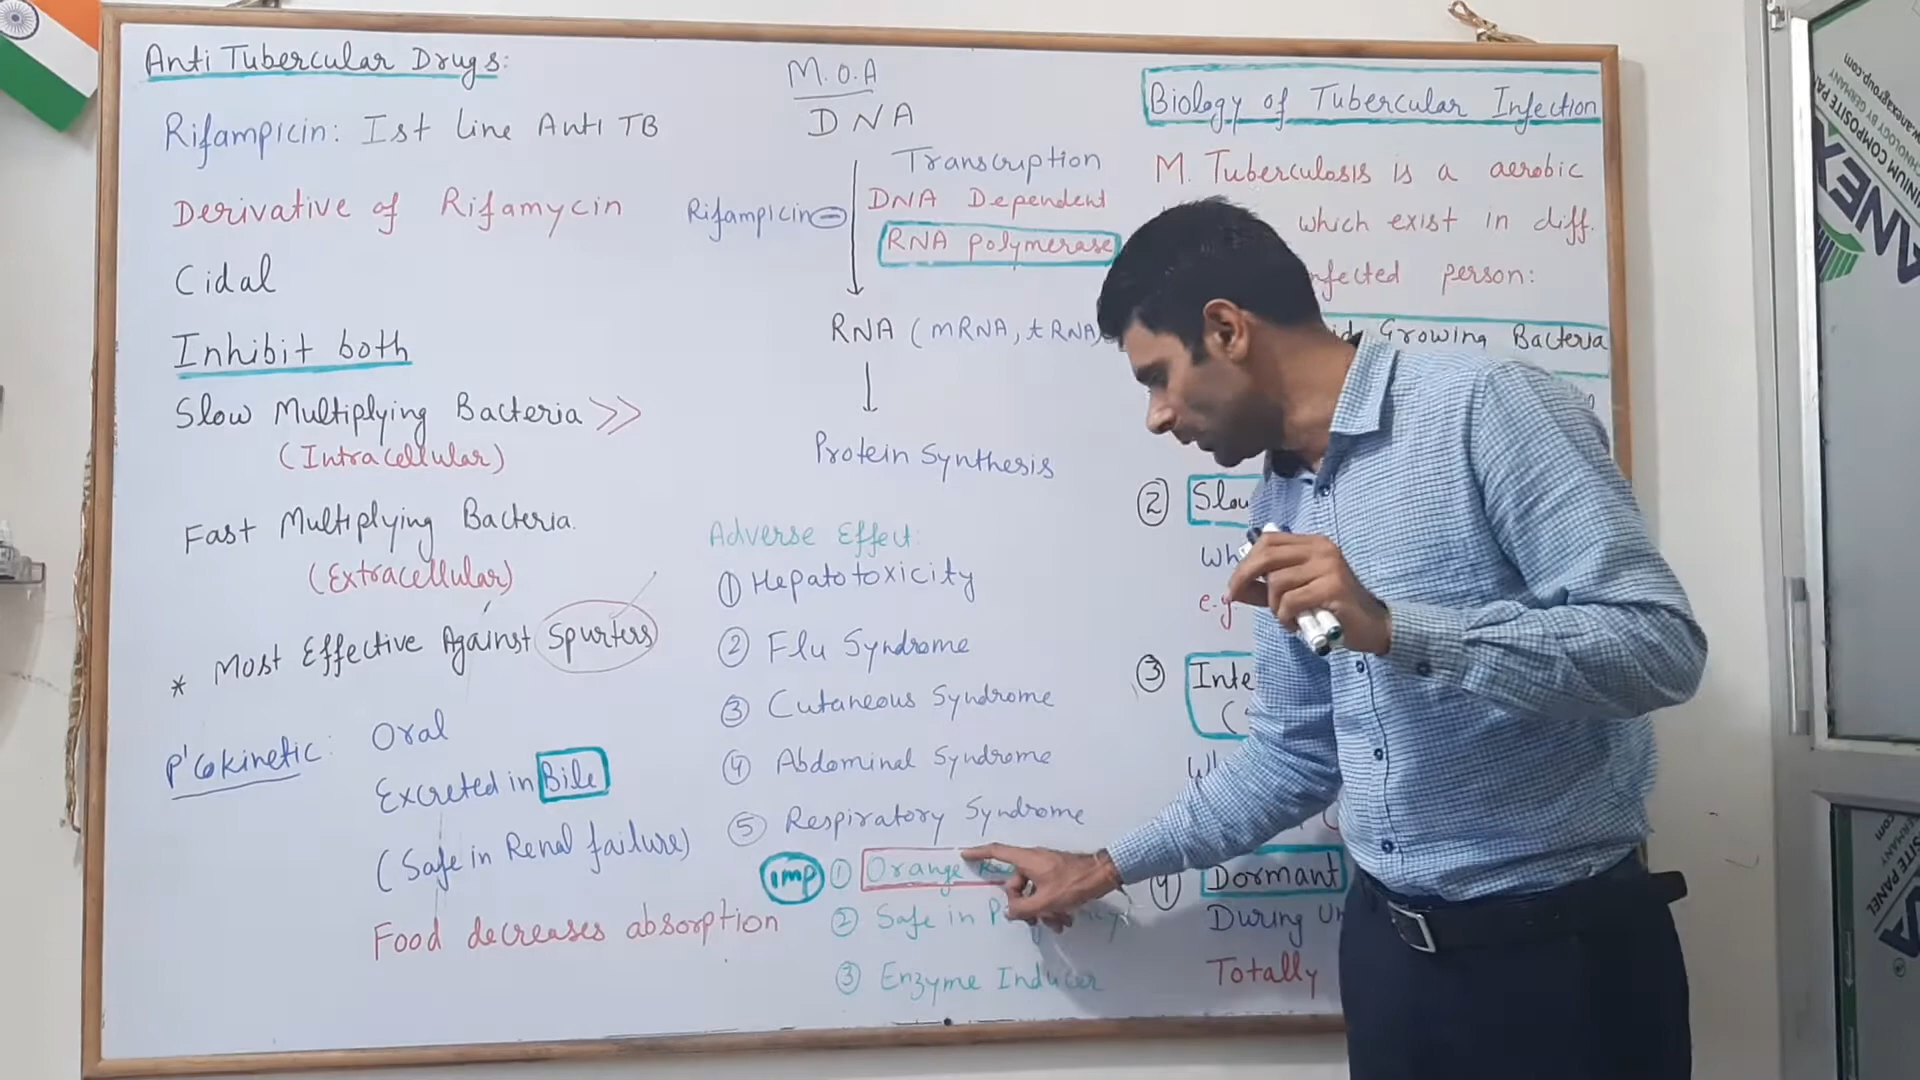 Anti Tubercular Drugs:
Rifampicin: Ist line Anti TB
Derivative of Rifamycin
Cidal
Inhibit both
Slow Multiplying Bacteria >>
(Intracellular)
Fast Multiplying Bacteria.
(Extracellular)
* Most Effective Against Spurters
P'Cokinetic: Oral
Excreted in Bile
(Safe in Renal failure)
Food decreases absorption
M.O.A
DNA
Transcription
DNA Dependent
Rifampicin −
RNA polymerase
RNA (mRNA, tRNA
Protein Synthesis
Adverse Effect:
① Hepatotoxicity
② Flu Syndrome
③ Cutaneous Syndrome
④ Abdominal Syndrome
⑤ Respiratory Syndrome
imp ① Orange
② Safe in
③ Enzyme Inducer
Biology of Tubercular Infection
M. Tuberculosis is a aerobic
which exist in diff.
person:
Growing Bacteria
②
e.g
③
④ Dormant
During
Totally
ANEX